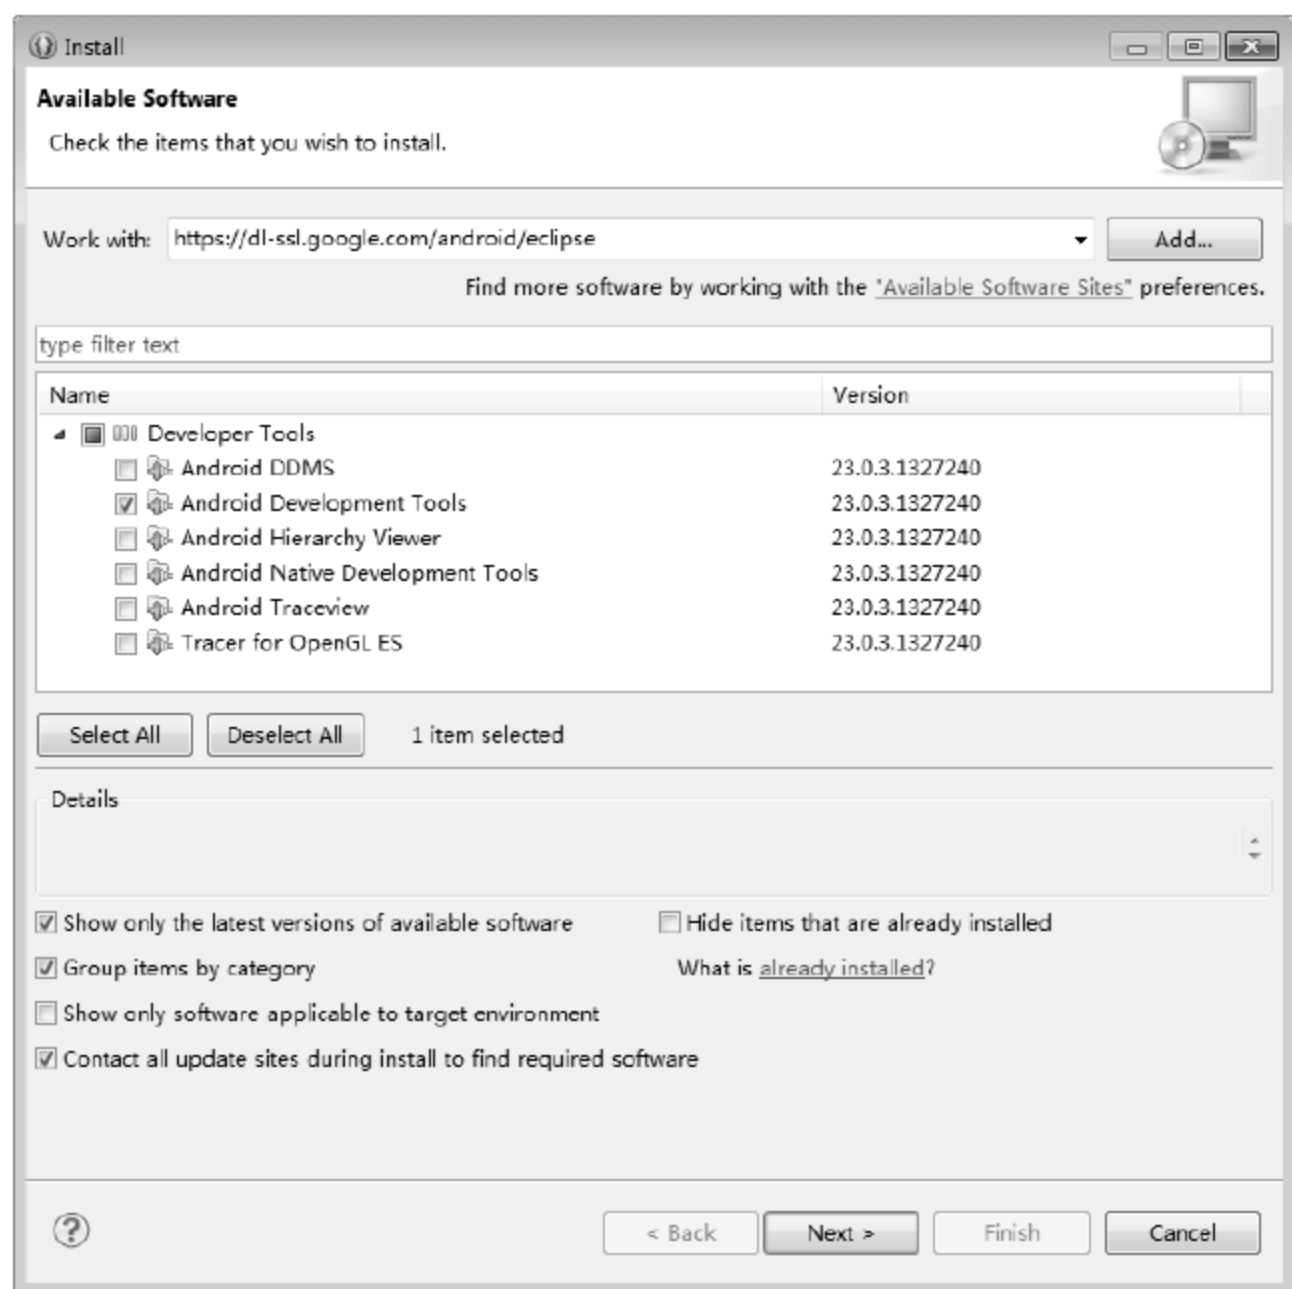 Install
Available Software
Check the items that you wish to install.
Work with: https://dl-ssl.google.com/android/eclipse Add...
Find more software by working with the "Available Software Sites" preferences.
type filter text
Name Version
Developer Tools
Android DDMS 23.0.3.1327240
Android Development Tools 23.0.3.1327240
Android Hierarchy Viewer 23.0.3.1327240
Android Native Development Tools 23.0.3.1327240
Android Traceview 23.0.3.1327240
Tracer for OpenGL ES 23.0.3.1327240
Select All Deselect All 1 item selected
Details
Show only the latest versions of available software Hide items that are already installed
Group items by category What is already installed?
Show only software applicable to target environment
Contact all update sites during install to find required software
? < Back Next > Finish Cancel